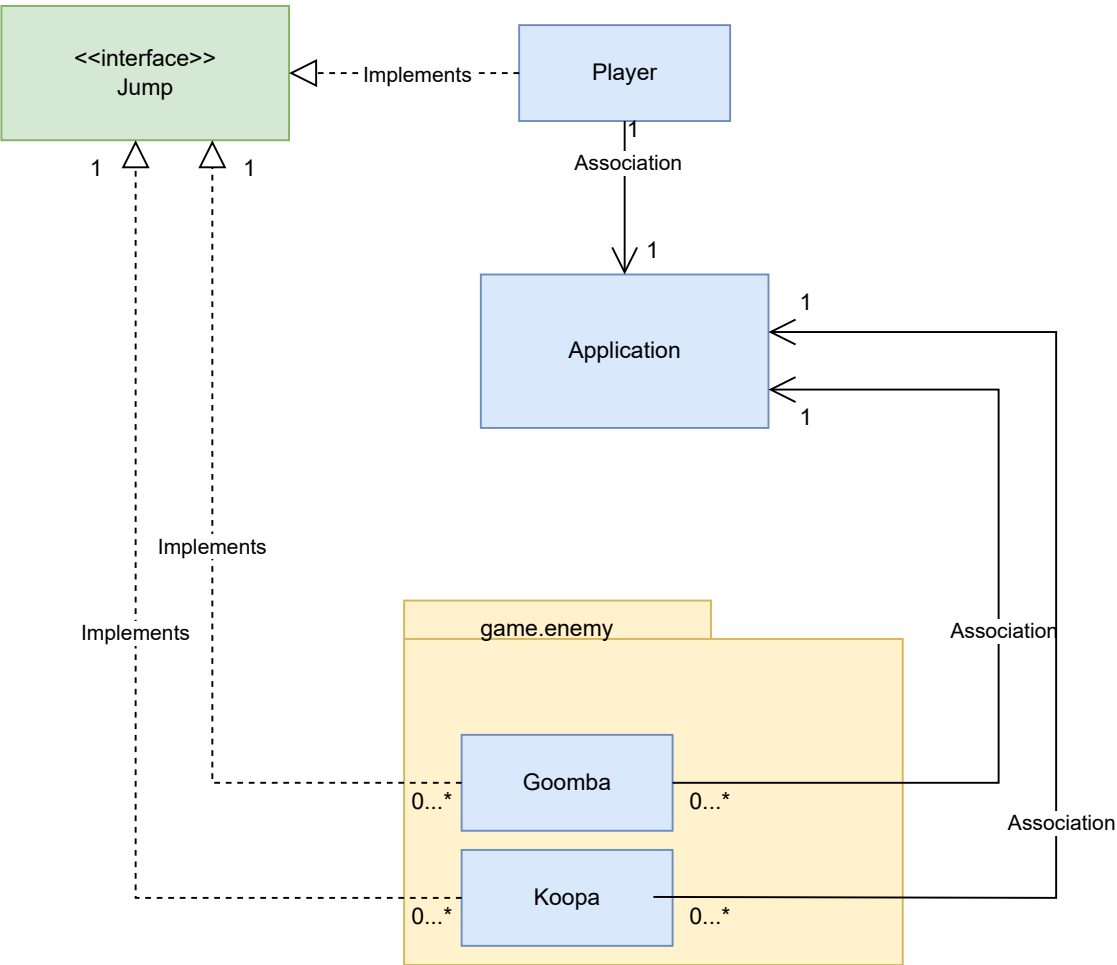 <<interface>>
Jump
Implements
Player
1
Association
1
1
1
Application
1
1
Implements
Implements
game.enemy
Association
Goomba
0...*
0...*
Association
Koopa
0...*
0...*